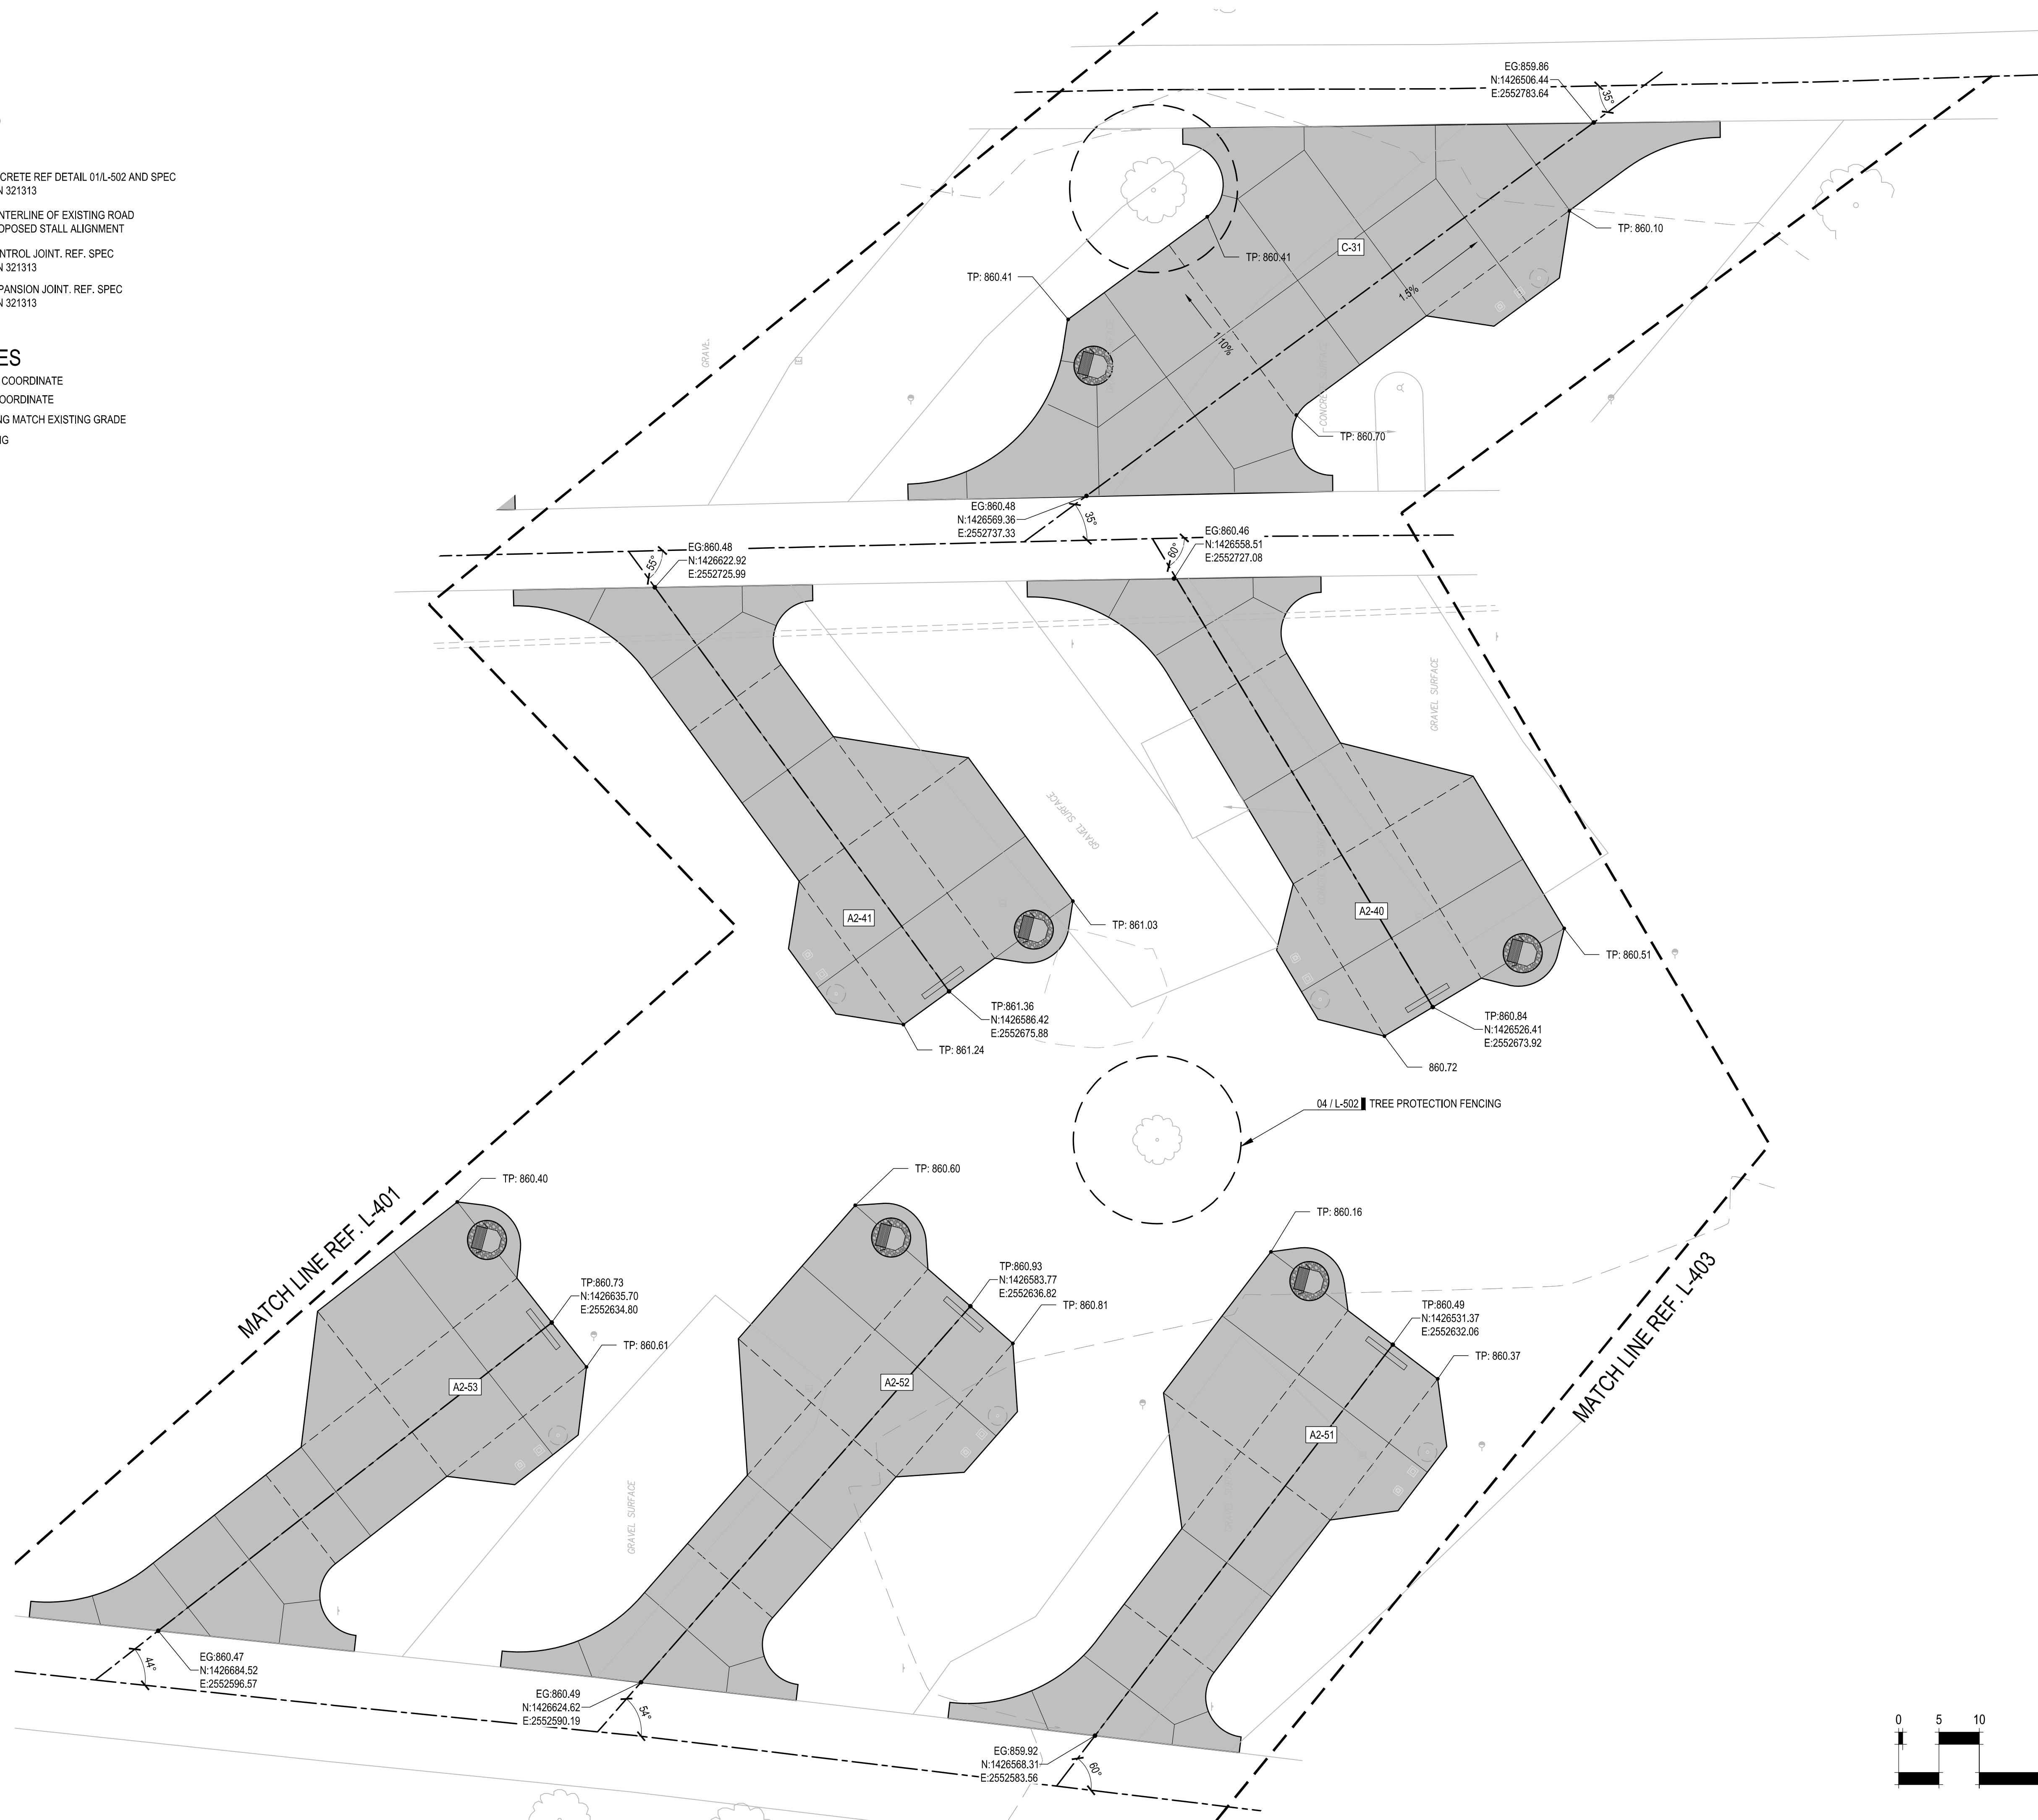 CRETE REF DETAIL 01/L-502 AND SPEC
N 321313
NTERLINE OF EXISTING ROAD
OPOSED STALL ALIGNMENT
NTROL JOINT. REF. SPEC
N 321313
PANSION JOINT. REF. SPEC
N 321313
ES
COORDINATE
OORDINATE
NG MATCH EXISTING GRADE
NG
EG:859.86
N:1426506.44
E:2552783.64
35°
TP: 860.10
C-31
TP: 860.41
TP: 860.41
1.5%
1.10%
GRAVEL
TP: 860.70
EG:860.48
N:1426569.36
E:2552737.33
35°
EG:860.48
N:1426622.92
E:2552725.99
55°
EG:860.46
N:1426558.51
E:2552727.08
60°
GRAVEL SURFACE
GRAVEL SURFACE
A2-41
A2-40
TP: 861.03
TP: 860.51
TP:861.36
N:1426586.42
E:2552675.88
TP: 861.24
TP:860.84
N:1426526.41
E:2552673.92
860.72
04 / L-502 TREE PROTECTION FENCING
MATCH LINE REF. L-401
TP: 860.40
TP: 860.60
TP: 860.16
TP:860.73
N:1426635.70
E:2552634.80
TP: 860.61
TP:860.93
N:1426583.77
E:2552636.82
TP: 860.81
TP:860.49
N:1426531.37
E:2552632.06
TP: 860.37
MATCH LINE REF. L-403
A2-53
A2-52
A2-51
GRAVEL SURFACE
EG:860.47
N:1426684.52
E:2552596.57
44°
EG:860.49
N:1426624.62
E:2552590.19
54°
EG:859.92
N:1426568.31
E:2552583.56
60°
0 5 10